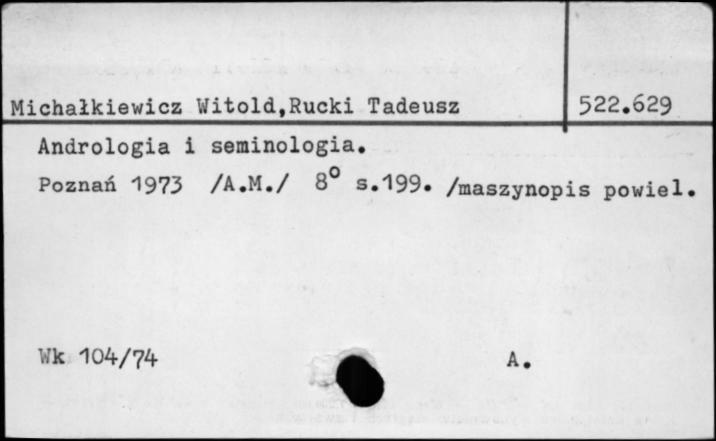 Michałkiewicz Witold,Rucki Tadeusz 522.629
Andrologia i seminologia.
Poznań 1973 /A.M./ 8° s.199. /maszynopis powiel.
Wk 104/74 A.